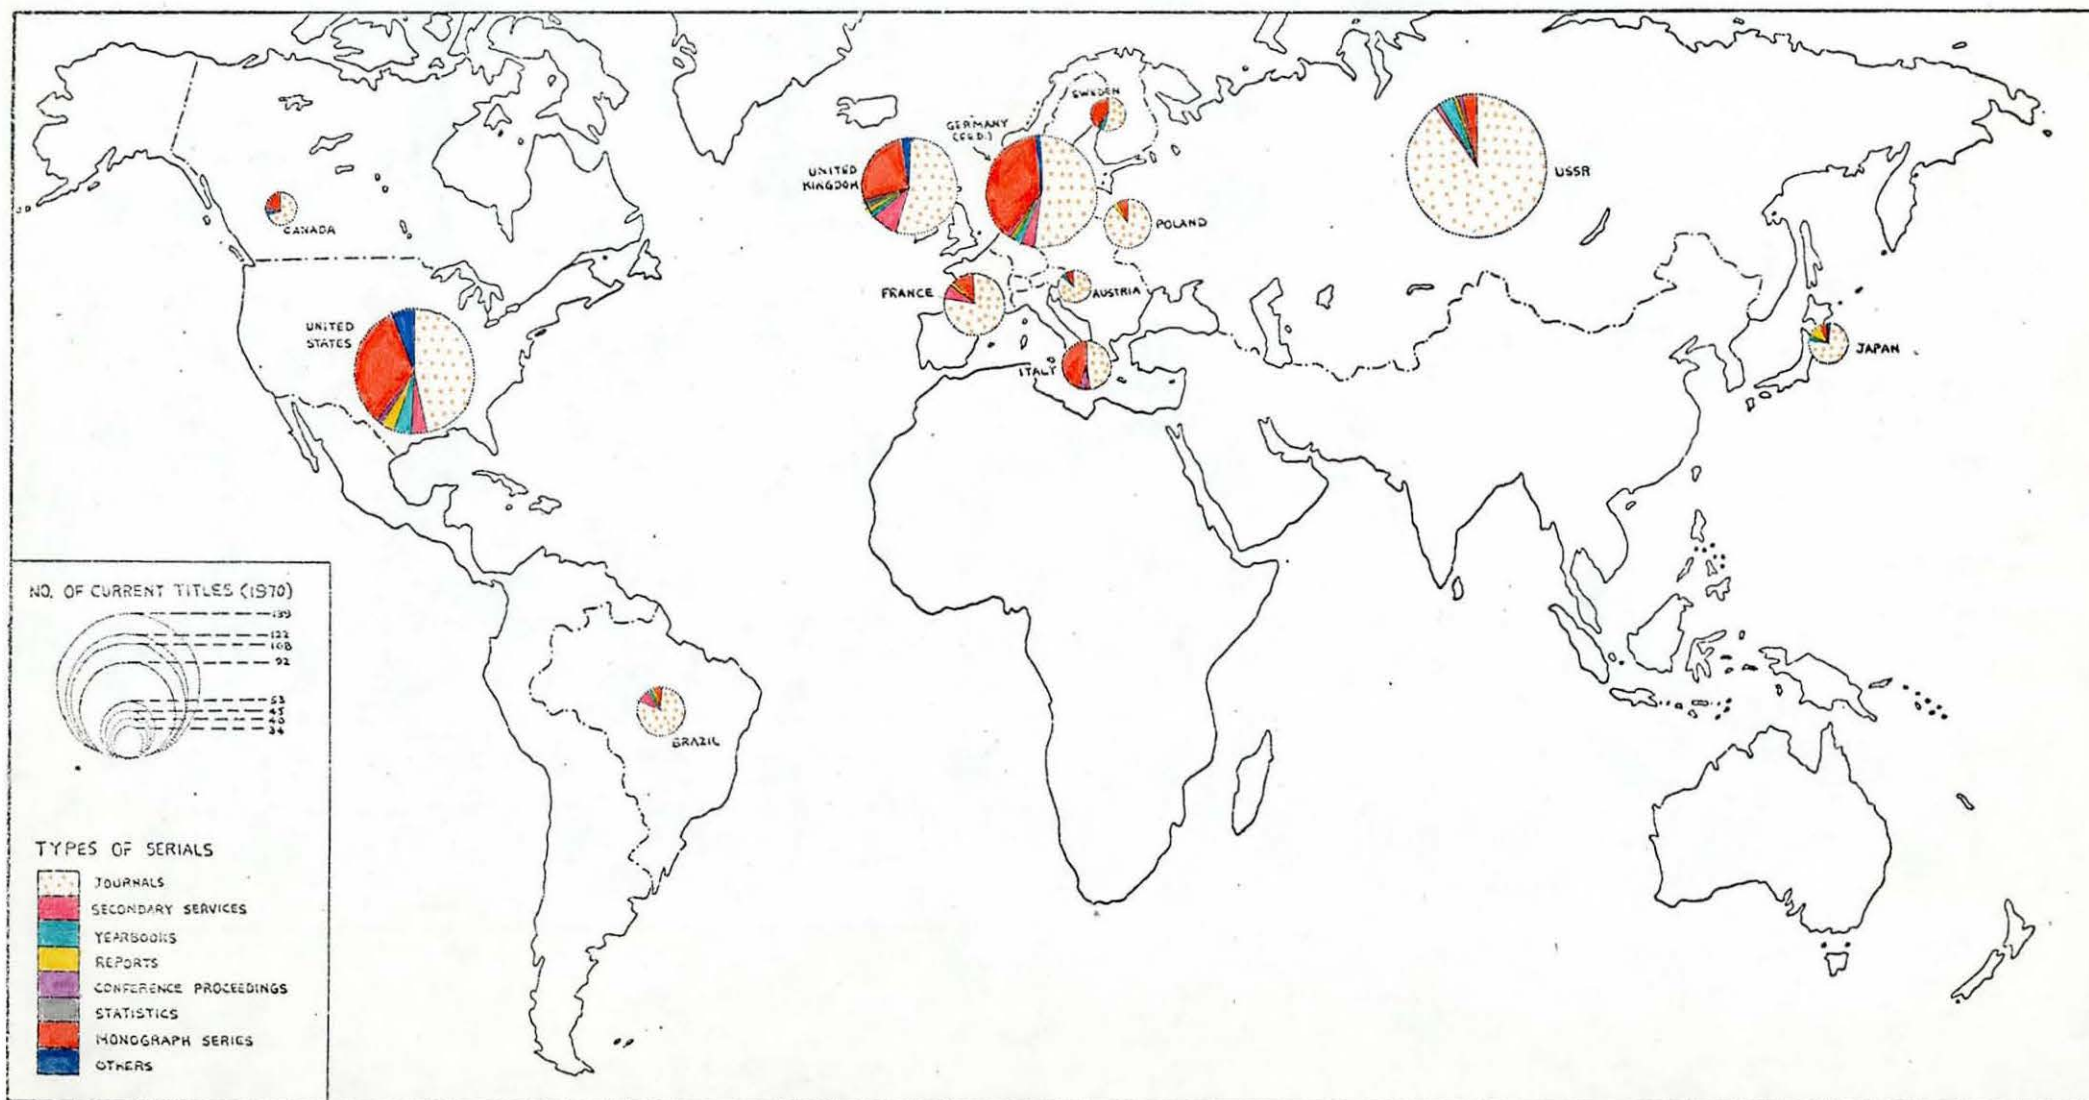 SWEDEN
GERMANY
(F.G.D.)
UNITED
KINGDOM
USSR
POLAND
CANADA
FRANCE
AUSTRIA
UNITED
STATES
ITALY
JAPAN
BRAZIL
NO. OF CURRENT TITLES (1970)
139
122
108
92
53
45
40
34
TYPES OF SERIALS
JOURNALS
SECONDARY SERVICES
YEARBOOKS
REPORTS
CONFERENCE PROCEEDINGS
STATISTICS
MONOGRAPH SERIES
OTHERS